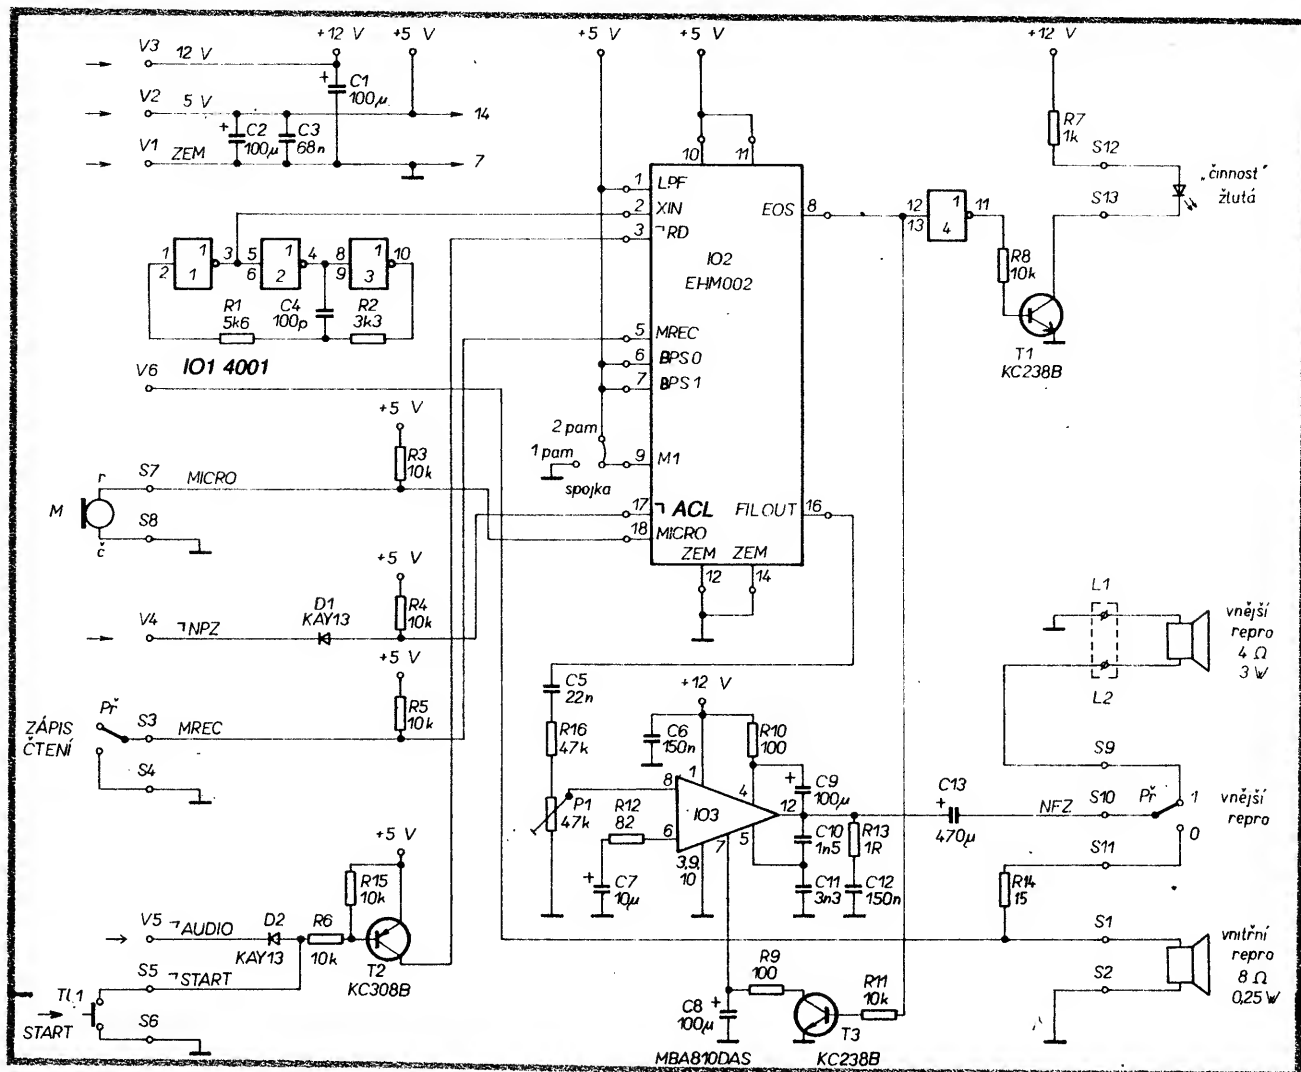 +12 V
+5 V
+5 V
+5 V
+12 V
V3
12 V
+
C1
100µ
V2
5 V
14
+
C2
100µ
C3
68n
V1
ZEM
7
R7
1k
S12
"činnost"
žlutá
S13
10
11
1
LPF
2
XIN
3
¬RD
EOS
8
12
13
1
4
11
IO2
EHM002
R8
10k
T1
KC238B
1
2
1
1
3
5
6
1
2
4
8
9
1
3
10
R1
5k6
C4
100p
R2
3k3
IO1 4001
5
MREC
6
BPS0
7
BPS1
V6
+5 V
2 pam
1 pam
spojka
9
M1
R3
10k
S7
MICRO
r
M
S8
č
17
¬ACL
FILOUT
16
18
MICRO
ZEM
ZEM
12
14
+5 V
R4
10k
D1
KAY13
V4
¬NPZ
+5 V
R5
10k
Př
ZÁPIS
ČTENÍ
S3
MREC
S4
L1
L2
vnější
repro
4 Ω
3 W
C5
22n
+12 V
R16
47k
C6
150n
R10
100
1
8
4
+
C9
100µ
P1
47k
R12
82
6
IO3
12
7
5
3,9,
10
C10
1n5
R13
1R
+
C7
10µ
C11
3n3
C12
150n
C13
+
470µ
NFZ
S9
S10
Př
1
0
vnější
repro
S11
R14
15
+5 V
R15
10k
V5
¬AUDIO
D2
KAY13
R6
10k
T2
KC308B
S5
¬START
Tl.1
START
S6
S1
S2
vnitřní
repro
8 Ω
0,25 W
R9
100
+
C8
100µ
R11
10k
T3
MBA810DAS
KC238B